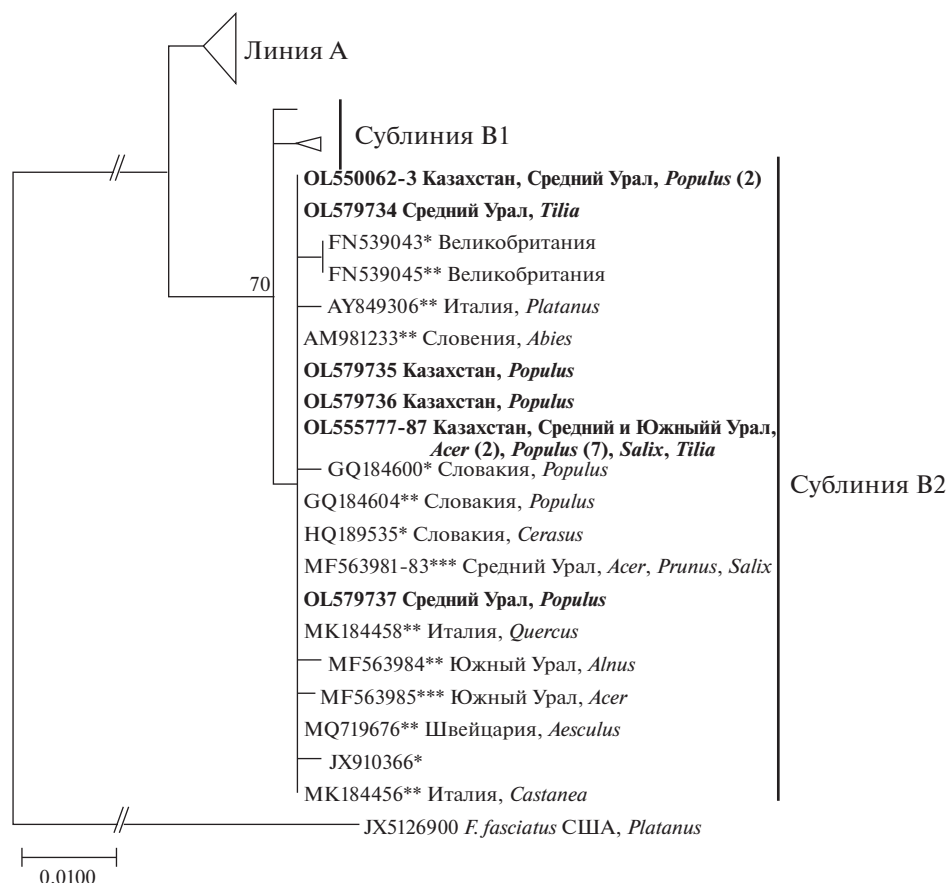 Линия A
Сублиния B1
OL550062-3 Казахстан, Средний Урал, Populus (2)
OL579734 Средний Урал, Tilia
FN539043* Великобритания
FN539045** Великобритания
70
AY849306** Италия, Platanus
AM981233** Словения, Abies
OL579735 Казахстан, Populus
OL579736 Казахстан, Populus
OL555777-87 Казахстан, Средний и Южныйй Урал,
Acer (2), Populus (7), Salix, Tilia
GQ184600* Словакия, Populus
Сублиния B2
GQ184604** Словакия, Populus
HQ189535* Словакия, Cerasus
MF563981-83*** Средний Урал, Acer, Prunus, Salix
OL579737 Средний Урал, Populus
MK184458** Италия, Quercus
MF563984** Южный Урал, Alnus
MF563985*** Южный Урал, Acer
MQ719676** Швейцария, Aesculus
JX910366*
MK184456** Италия, Castanea
JX5126900 F. fasciatus США, Platanus
0.0100